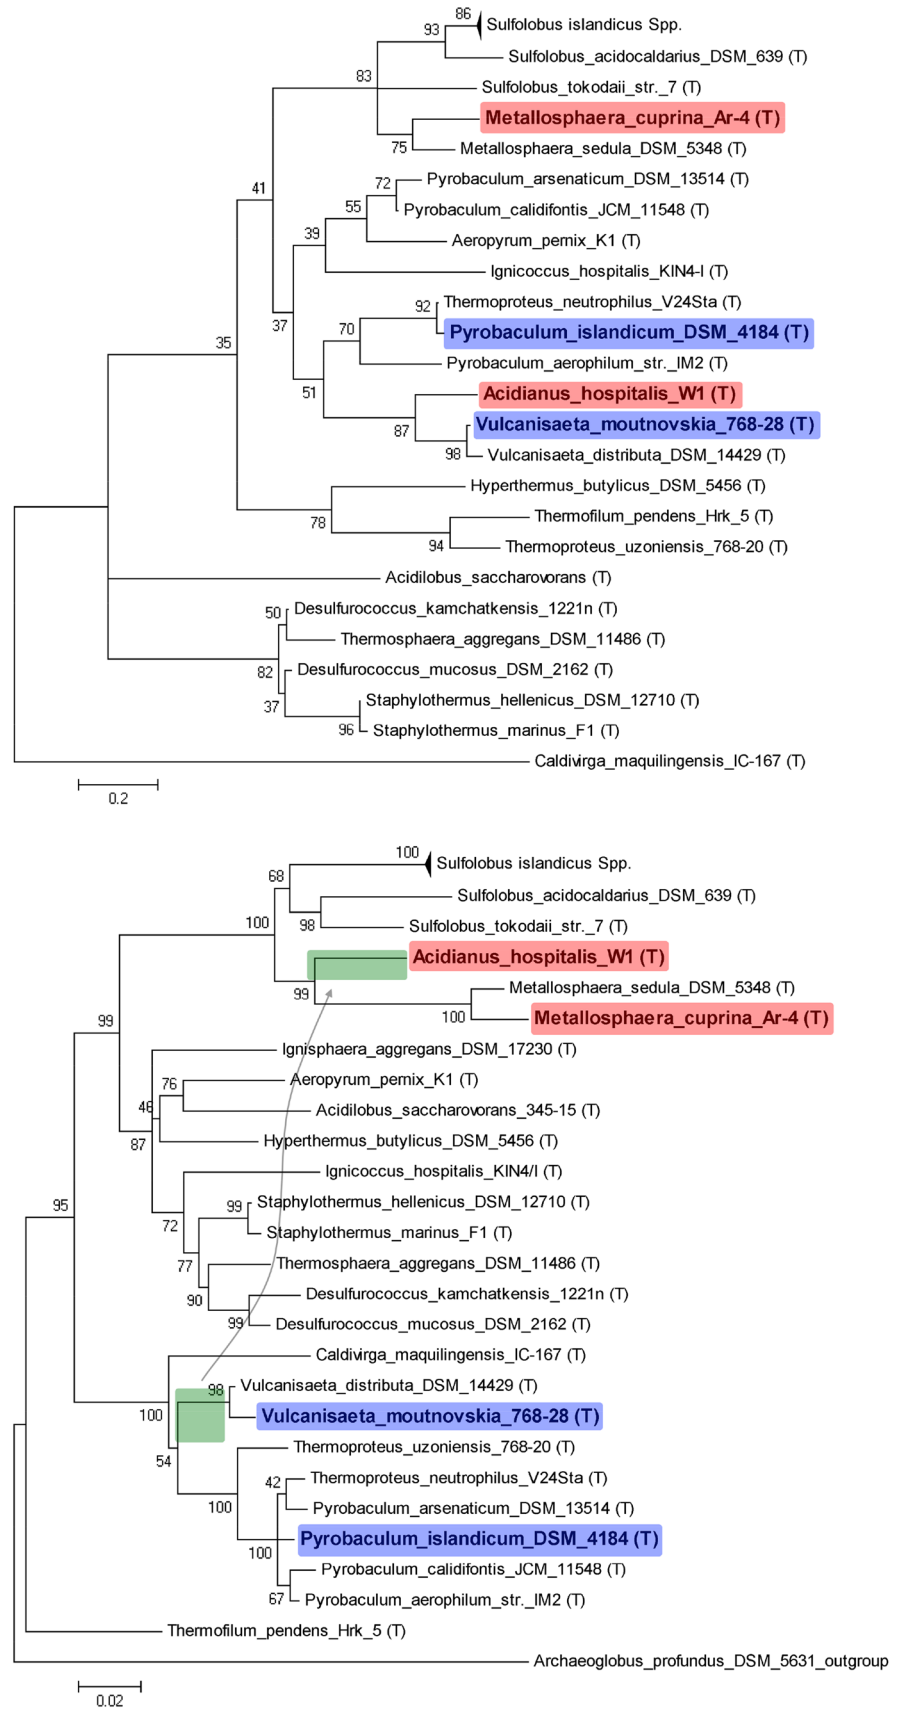 86
Sulfolobus islandicus Spp.
93
Sulfolobus_acidocaldarius_DSM_639 (T)
83
Sulfolobus_tokodaii_str._7 (T)
Metallosphaera_cuprina_Ar-4 (T)
75
Metallosphaera_sedula_DSM_5348 (T)
72
Pyrobaculum_arsenaticum_DSM_13514 (T)
41
55
Pyrobaculum_calidifontis_JCM_11548 (T)
39
Aeropyrum_pernix_K1 (T)
Ignicoccus_hospitalis_KIN4-I (T)
92
Thermoproteus_neutrophilus_V24Sta (T)
37
70
Pyrobaculum_islandicum_DSM_4184 (T)
35
Pyrobaculum_aerophilum_str._IM2 (T)
51
Acidianus_hospitalis_W1 (T)
87
Vulcanisaeta_moutnovskia_768-28 (T)
98
Vulcanisaeta_distributa_DSM_14429 (T)
Hyperthermus_butylicus_DSM_5456 (T)
78
Thermofilum_pendens_Hrk_5 (T)
94
Thermoproteus_uzoniensis_768-20 (T)
Acidilobus_saccharovorans (T)
50
Desulfurococcus_kamchatkensis_1221n (T)
Thermosphaera_aggregans_DSM_11486 (T)
82
Desulfurococcus_mucosus_DSM_2162 (T)
37
Staphylothermus_hellenicus_DSM_12710 (T)
96
Staphylothermus_marinus_F1 (T)
Caldivirga_maquilingensis_IC-167 (T)
0.2
100
Sulfolobus islandicus Spp.
68
Sulfolobus_acidocaldarius_DSM_639 (T)
100
98
Sulfolobus_tokodaii_str._7 (T)
Acidianus_hospitalis_W1 (T)
99
Metallosphaera_sedula_DSM_5348 (T)
100
Metallosphaera_cuprina_Ar-4 (T)
99
Ignisphaera_aggregans_DSM_17230 (T)
76
Aeropyrum_pernix_K1 (T)
46
Acidilobus_saccharovorans_345-15 (T)
87
Hyperthermus_butylicus_DSM_5456 (T)
Ignicoccus_hospitalis_KIN4/I (T)
95
72
99
Staphylothermus_hellenicus_DSM_12710 (T)
Staphylothermus_marinus_F1 (T)
77
Thermosphaera_aggregans_DSM_11486 (T)
90
Desulfurococcus_kamchatkensis_1221n (T)
99
Desulfurococcus_mucosus_DSM_2162 (T)
Caldivirga_maquilingensis_IC-167 (T)
98
Vulcanisaeta_distributa_DSM_14429 (T)
100
Vulcanisaeta_moutnovskia_768-28 (T)
54
Thermoproteus_uzoniensis_768-20 (T)
42
Thermoproteus_neutrophilus_V24Sta (T)
100
Pyrobaculum_arsenaticum_DSM_13514 (T)
Pyrobaculum_islandicum_DSM_4184 (T)
100
Pyrobaculum_calidifontis_JCM_11548 (T)
67
Pyrobaculum_aerophilum_str._IM2 (T)
Thermofilum_pendens_Hrk_5 (T)
Archaeoglobus_profundus_DSM_5631_outgroup
0.02